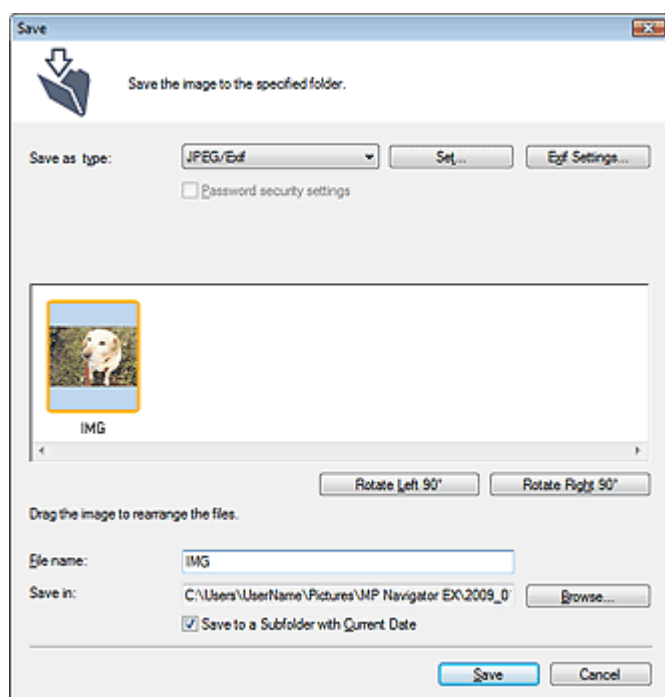 Save
Save the image to the specified folder.
Save as type:
JPEG/Exif
Set...
Exif Settings...
Password security settings
IMG
Rotate Left 90°
Rotate Right 90°
Drag the image to rearrange the files.
File name:
IMG
Save in:
C:\Users\UserName\Pictures\MP Navigator EX\2009_0
Browse...
Save to a Subfolder with Current Date
Save
Cancel